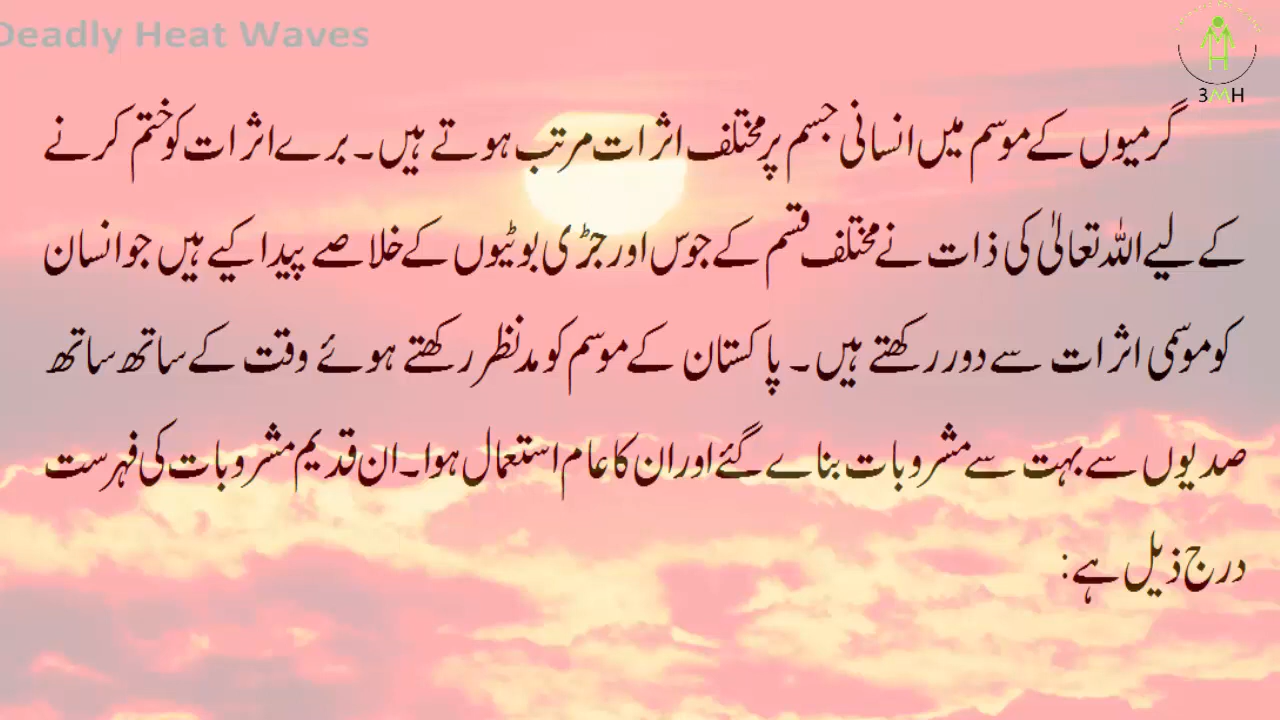 Deadly Heat Waves
3MH
گرمیوں کے موسم میں انسانی جسم پر مختلف اثرات مرتب ہوتے ہیں۔ برے اثرات کو ختم کرنے
کے لیے اللہ تعالیٰ کی ذات نے مختلف قسم کے جوس اور جڑی بوٹیوں کے خلاصے پیدا کیے ہیں جو انسان
کو موسمی اثرات سے دور رکھتے ہیں۔ پاکستان کے موسم کو مدنظر رکھتے ہوئے وقت کے ساتھ ساتھ
صدیوں سے بہت سے مشروبات بناے گئے اور ان کا عام استعمال ہوا۔ ان قدیم مشروبات کی فہرست
درج ذیل ہے: